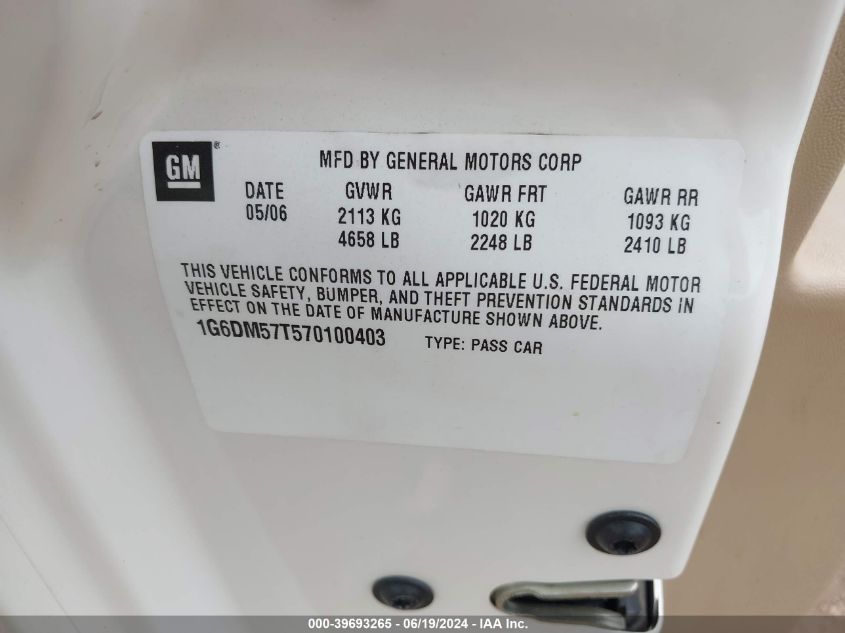 GM®
MFD BY GENERAL MOTORS CORP
DATE GVWR GAWR FRT GAWR RR
05/06 2113 KG 1020 KG 1093 KG
4658 LB 2248 LB 2410 LB
THIS VEHICLE CONFORMS TO ALL APPLICABLE U.S. FEDERAL MOTOR
VEHICLE SAFETY, BUMPER, AND THEFT PREVENTION STANDARDS IN
EFFECT ON THE DATE OF MANUFACTURE SHOWN ABOVE.
1G6DM57T570100403 TYPE: PASS CAR
000-39693265 - 06/19/2024 - IAA Inc.